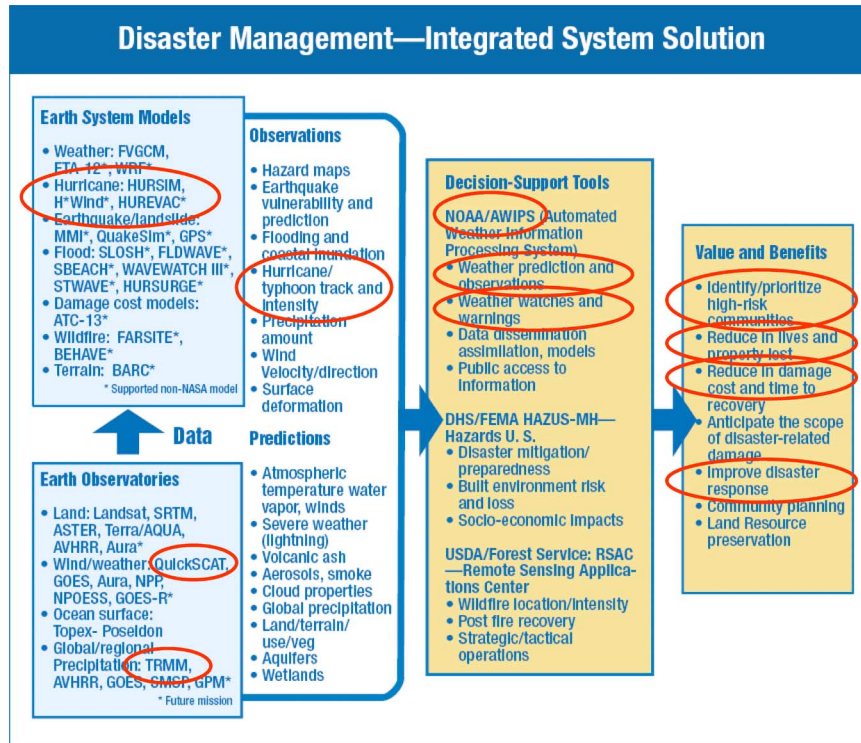 Disaster Management—Integrated System Solution
Earth System Models
• Weather: FVGCM,
ETA-12*, WRF*
• Hurricane: HURSIM,
H*Wind*, HUREVAC*
• Earthquake/landslide:
MMI*, QuakeSim*, GPS*
• Flood: SLOSH*, FLDWAVE*,
SBEACH*, WAVEWATCH III*,
STWAVE*, HURSURGE*
• Damage cost models:
ATC-13*
• Wildfire: FARSITE*,
BEHAVE*
• Terrain: BARC*
* Supported non-NASA model
Data
Earth Observatories
• Land: Landsat, SRTM,
ASTER, Terra/AQUA,
AVHRR, Aura*
• Wind/weather: QuickSCAT,
GOES, Aura, NPP,
NPOESS, GOES-R*
• Ocean surface:
Topex- Poseidon
• Global/regional
Precipitation: TRMM,
AVHRR, GOES, SMSP, GPM*
* Future mission
Observations
• Hazard maps
• Earthquake
vulnerability and
prediction
• Flooding and
coastal inundation
• Hurricane/
typhoon track and
intensity
• Precipitation
amount
• Wind
Velocity/direction
• Surface
deformation
Predictions
• Atmospheric
temperature water
vapor, winds
• Severe weather
(lightning)
• Volcanic ash
• Aerosols, smoke
• Cloud properties
• Global precipitation
• Land/terrain/
use/veg
• Aquifers
• Wetlands
Decision-Support Tools
NOAA/AWIPS (Automated
Weather Information
Processing System)
• Weather prediction and
observations
• Weather watches and
warnings
• Data dissemination
assimilation, models
• Public access to
information
DHS/FEMA HAZUS-MH—
Hazards U. S.
• Disaster mitigation/
preparedness
• Built environment risk
and loss
• Socio-economic impacts
USDA/Forest Service: RSAC
—Remote Sensing Applica-
tions Center
• Wildfire location/intensity
• Post fire recovery
• Strategic/tactical
operations
Value and Benefits
• Identify/prioritize
high-risk
communities
• Reduce in lives and
property lost
• Reduce in damage
cost and time to
recovery
• Anticipate the scope
of disaster-related
damage
• Improve disaster
response
• Community planning
• Land Resource
preservation